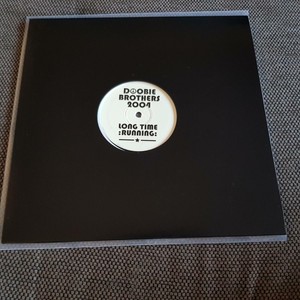 DOOBIE
BROTHERS
2004
LONG TIME
:RUNNING: